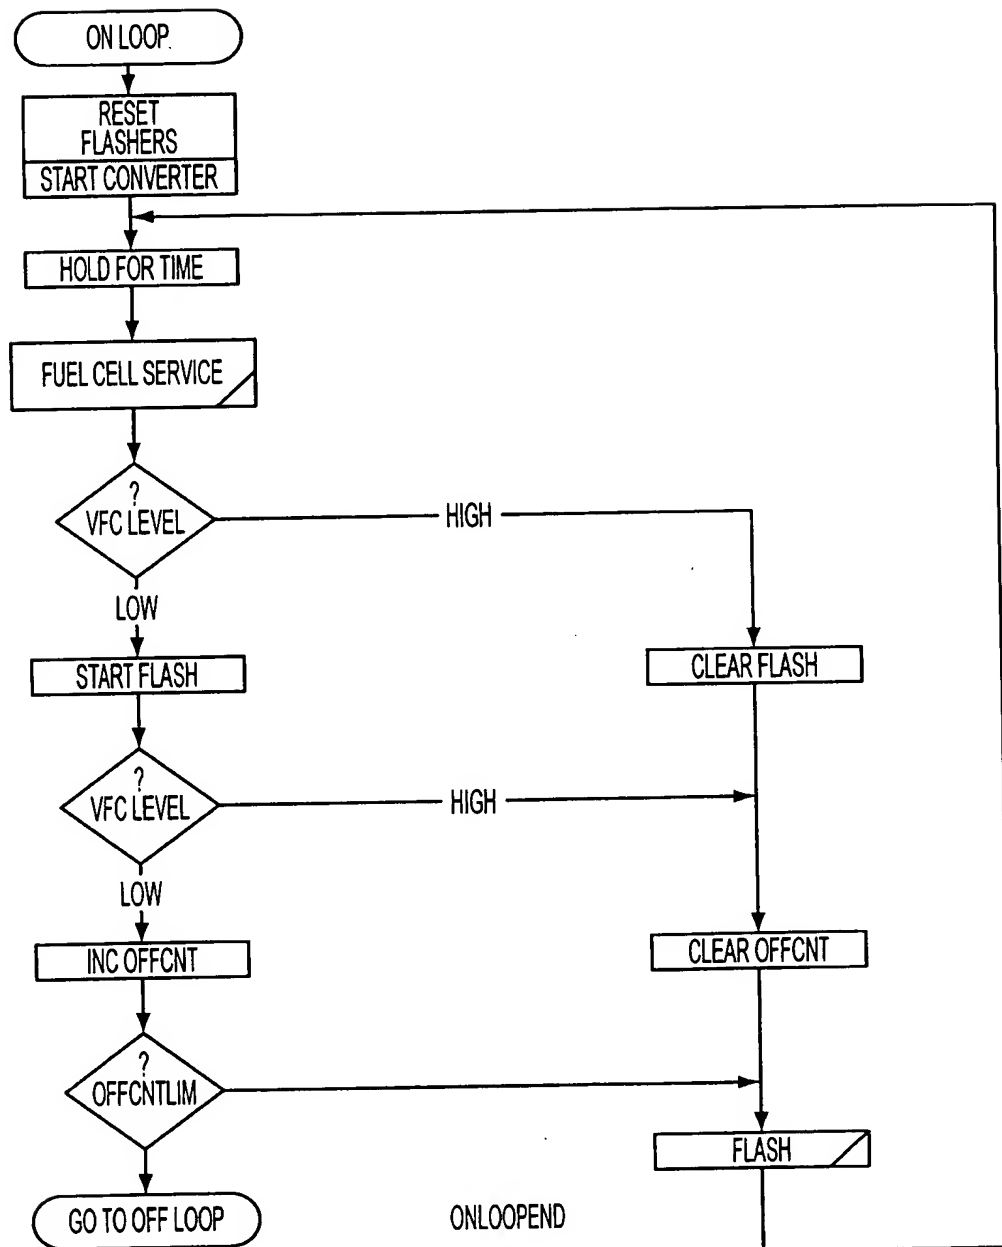 ON LOOP.
RESET
FLASHERS
START CONVERTER
HOLD FOR TIME
FUEL CELL SERVICE
?
VFC LEVEL
HIGH
LOW
START FLASH
CLEAR FLASH
?
VFC LEVEL
HIGH
LOW
INC OFFCNT
CLEAR OFFCNT
?
OFFCNTLIM
FLASH
GO TO OFF LOOP
ONLOOPEND